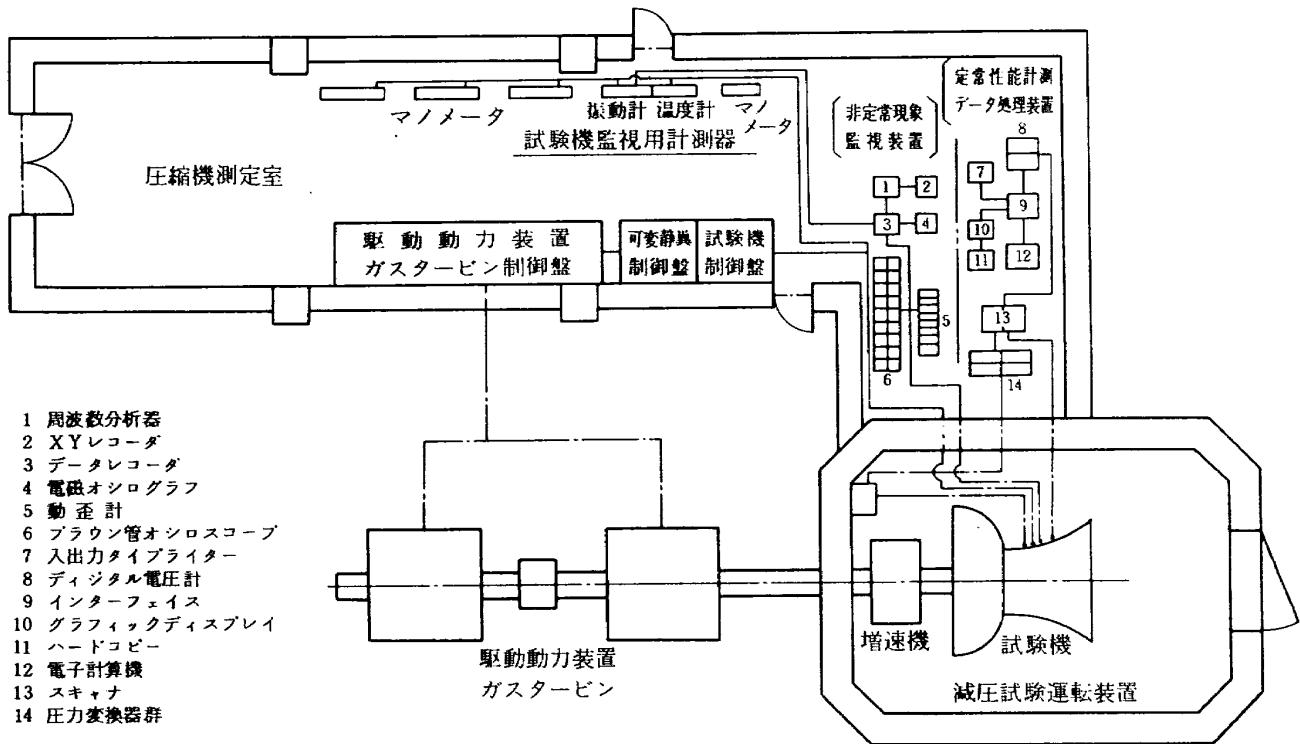 定常性能計測
データ処理装置
非定常現象
監視装置
マノメータ
振動計 温度計
マノ
メータ
試験機監視用計測器
圧縮機測定室
駆動動力装置
ガスタービン制御盤
可変静翼
制御盤
試験機
制御盤
8
7
1
2
9
3
4
10
11
12
5
13
6
14
1 周波数分析器
2 XYレコーダ
3 データレコーダ
4 電磁オシログラフ
5 動歪計
6 ブラウン管オシロスコープ
7 入出力タイプライター
8 ディジタル電圧計
9 インターフェイス
10 グラフィックディスプレイ
11 ハードコピー
12 電子計算機
13 スキャナ
14 圧力変換器群
駆動動力装置
ガスタービン
増速機
試験機
減圧試験運転装置